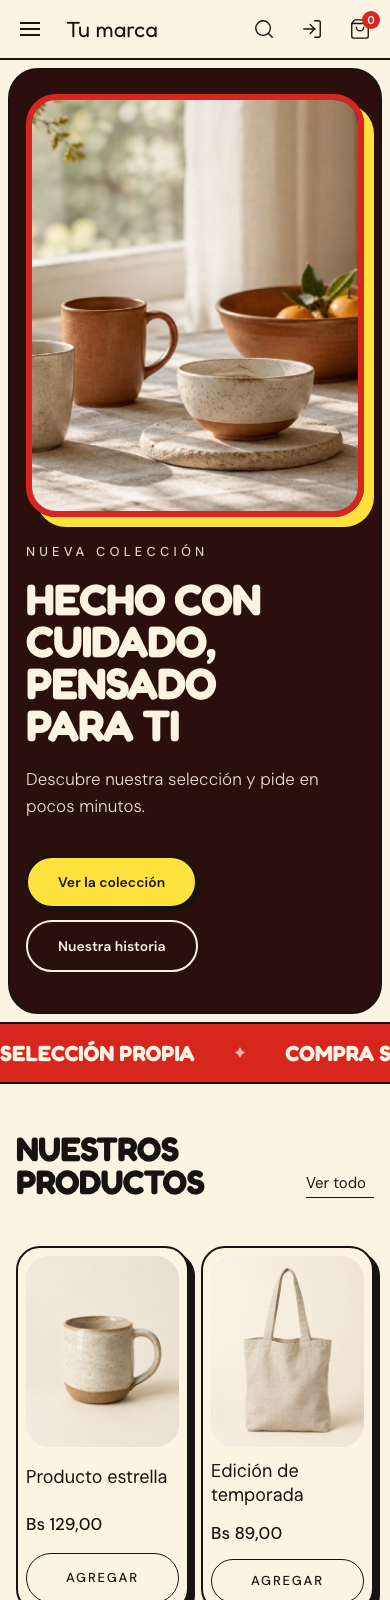 Tu marca
0
NUEVA COLECCIÓN
HECHO CON
CUIDADO,
PENSADO
PARA TI
Descubre nuestra selección y pide en
pocos minutos.
Ver la colección
Nuestra historia
SELECCIÓN PROPIA ✦ COMPRA S
NUESTROS
PRODUCTOS
Ver todo
Producto estrella
Bs 129,00
AGREGAR
Edición de
temporada
Bs 89,00
AGREGAR